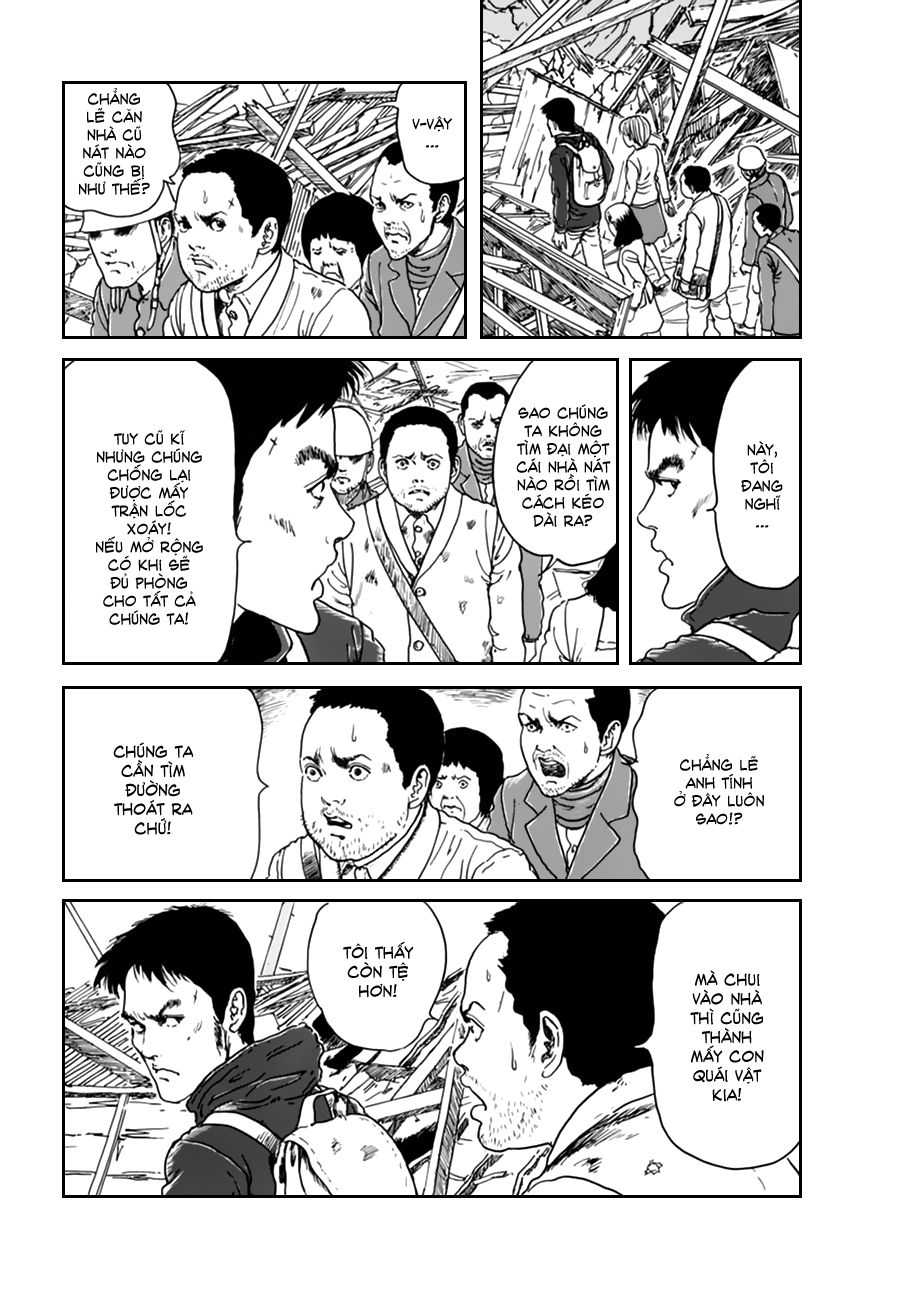 V-VẬY
...
CHẲNG
LẼ CĂN
NHÀ CŨ
NÁT NÀO
CŨNG BỊ
NHƯ THẾ?
NÀY,
TÔI
ĐANG
NGHĨ
...
SAO CHÚNG
TA KHÔNG
TÌM ĐẠI MỘT
CÁI NHÀ NÁT
NÀO RỒI TÌM
CÁCH KÉO
DÀI RA?
TUY CŨ KĨ
NHƯNG CHÚNG
CHỐNG LẠI
ĐƯỢC MẤY
TRẬN LỐC
XOÁY!
NẾU MỞ RỘNG
CÓ KHI SẼ
ĐỦ PHÒNG
CHO TẤT CẢ
CHÚNG TA!
CHẲNG LẼ
ANH TÍNH
Ở ĐÂY LUÔN
SAO!?
CHÚNG TA
CẦN TÌM
ĐƯỜNG
THOÁT RA
CHỨ!
MÀ CHUI
VÀO NHÀ
THÌ CŨNG
THÀNH
MẤY CON
QUÁI VẬT
KIA!
TÔI THẤY
CÒN TỆ
HƠN!